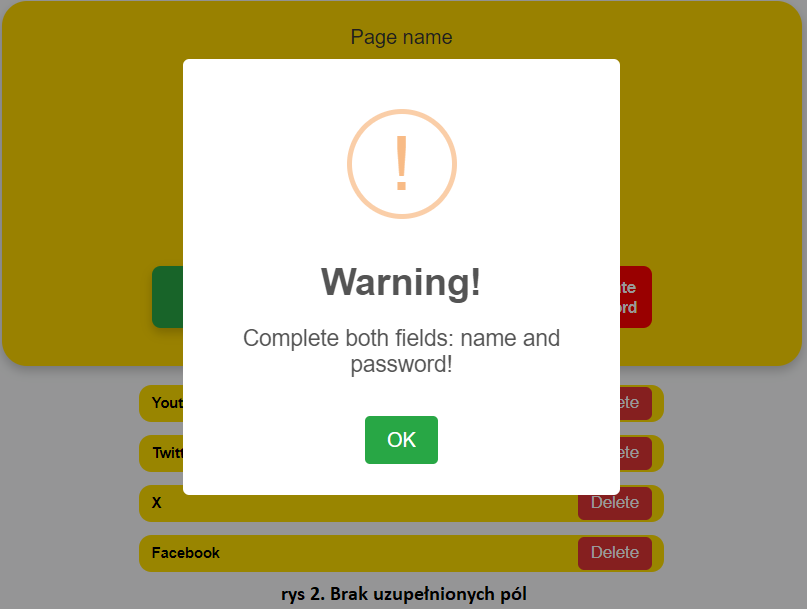 Page name
!
Warning!
Complete both fields: name and
password!
OK
X
Delete
Facebook
Delete
rys 2. Brak uzupełnionych pól